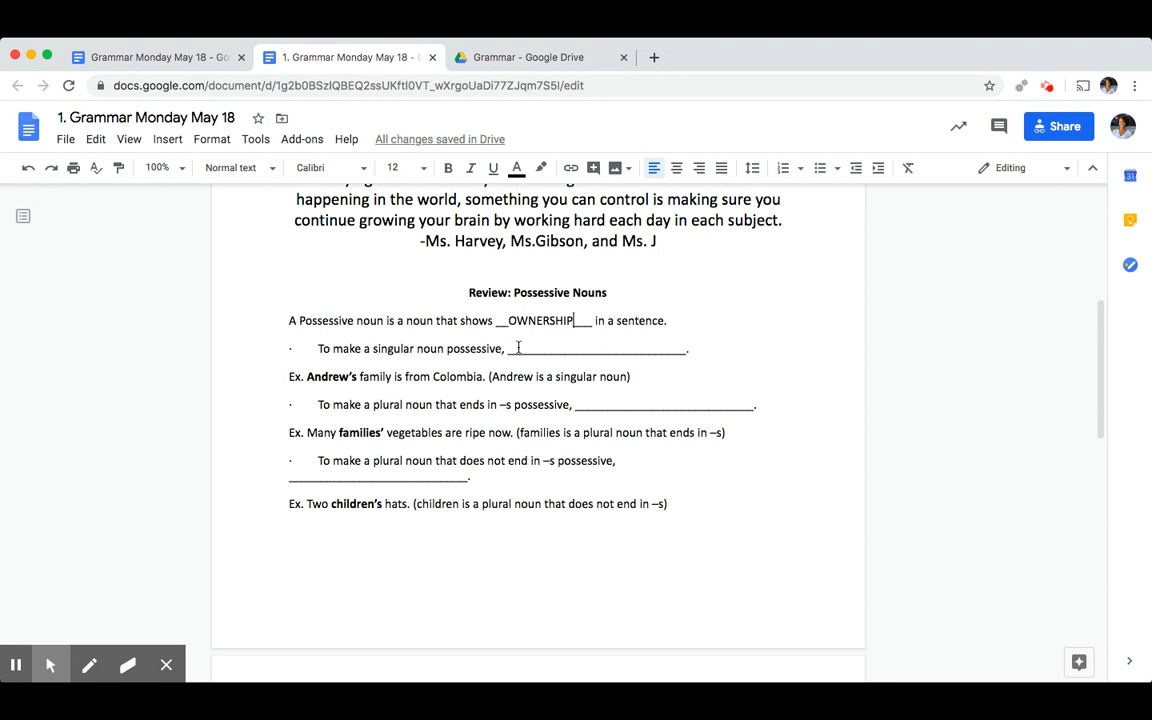 Grammar Monday May 18 - Go
1. Grammar Monday May 18 - G
Grammar - Google Drive
docs.google.com/document/d/1g2b0BSzIQBEQ2ssUKftl0VT_wXrgoUaDi77ZJqm7S5I/edit
1. Grammar Monday May 18
File Edit View Insert Format Tools Add-ons Help All changes saved in Drive
Share
100% Normal text Calibri 12 B I U A Editing
happening in the world, something you can control is making sure you
continue growing your brain by working hard each day in each subject.
-Ms. Harvey, Ms.Gibson, and Ms. J
Review: Possessive Nouns
A Possessive noun is a noun that shows __OWNERSHIP___ in a sentence.
· To make a singular noun possessive, ____________________________.
Ex. Andrew’s family is from Colombia. (Andrew is a singular noun)
· To make a plural noun that ends in –s possessive, ____________________________.
Ex. Many families’ vegetables are ripe now. (families is a plural noun that ends in –s)
· To make a plural noun that does not end in –s possessive,
____________________________.
Ex. Two children’s hats. (children is a plural noun that does not end in –s)